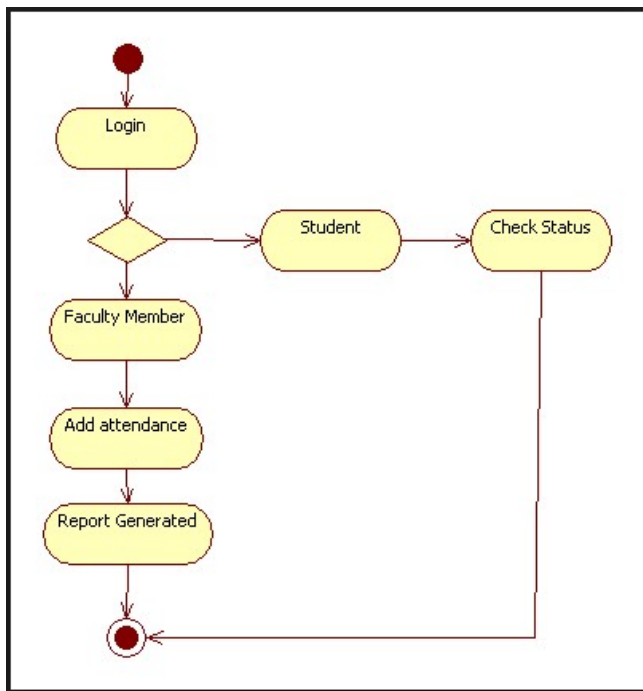 Login
Student
Check Status
Faculty Member
Add attendance
Report Generated